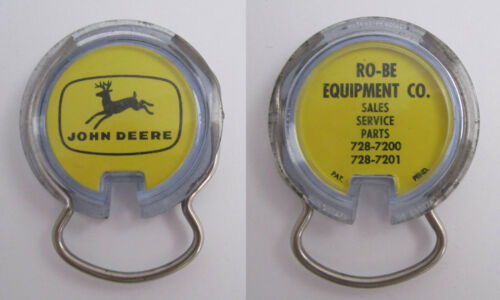 JOHN DEERE
RO-BE
EQUIPMENT CO.
SALES
SERVICE
PARTS
728-7200
728-7201
PAT. PEND.